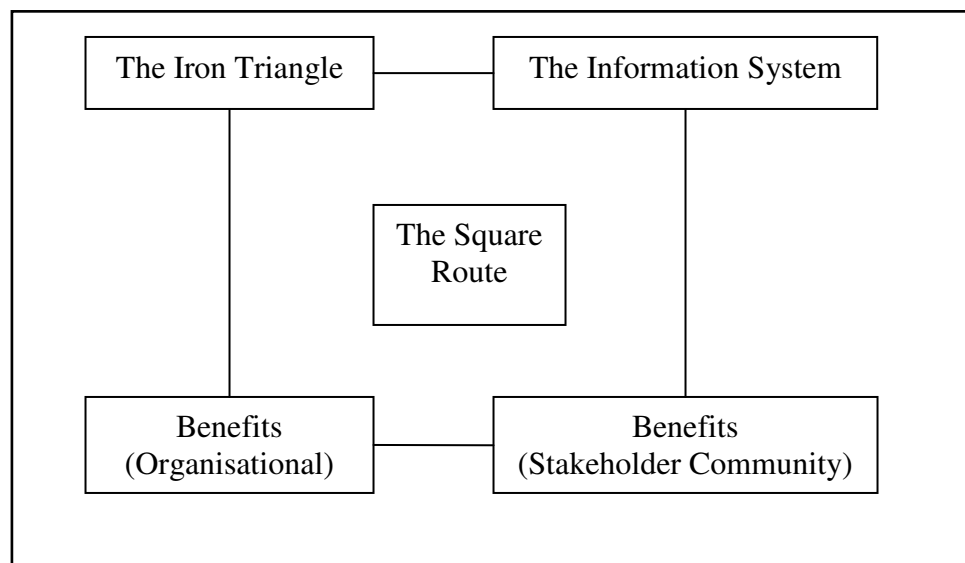 The Iron Triangle
The Information System
The Square
Route
Benefits
(Organisational)
Benefits
(Stakeholder Community)